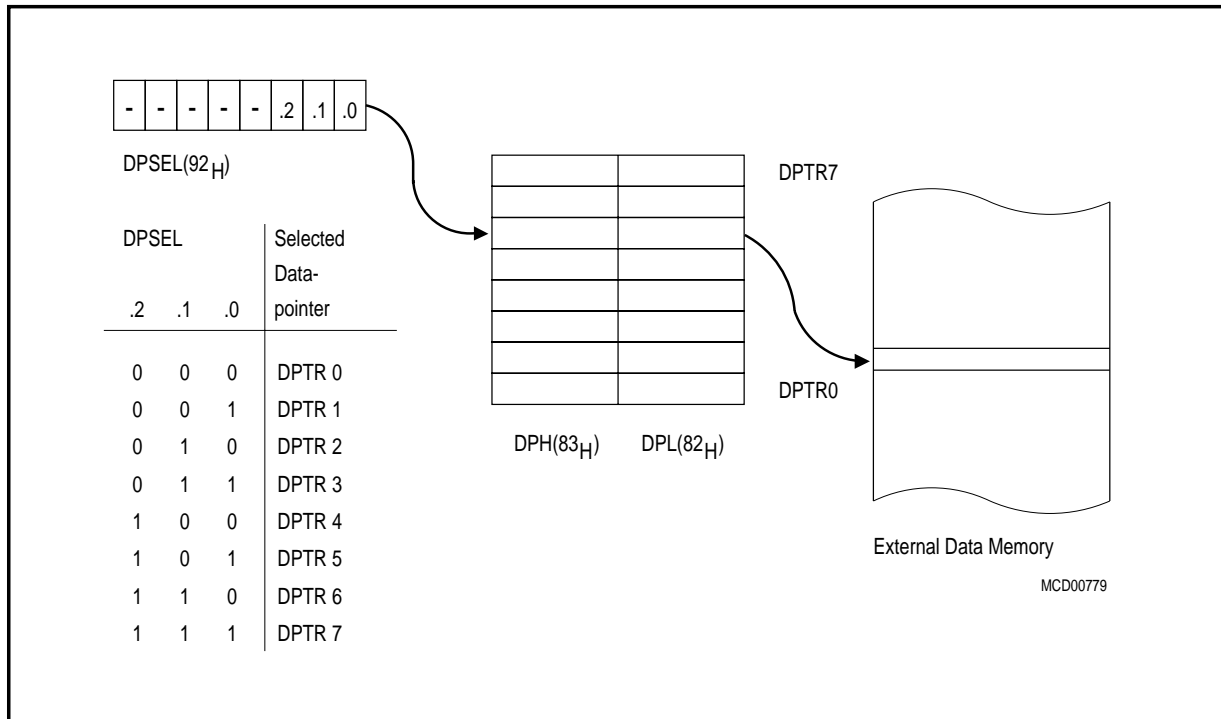 - - - - - .2 .1 .0
DPSEL(92H)
DPSEL Selected
Data-
.2 .1 .0 pointer
0 0 0 DPTR 0
0 0 1 DPTR 1
0 1 0 DPTR 2
0 1 1 DPTR 3
1 0 0 DPTR 4
1 0 1 DPTR 5
1 1 0 DPTR 6
1 1 1 DPTR 7
DPTR7
DPTR0
DPH(83H) DPL(82H)
External Data Memory
MCD00779